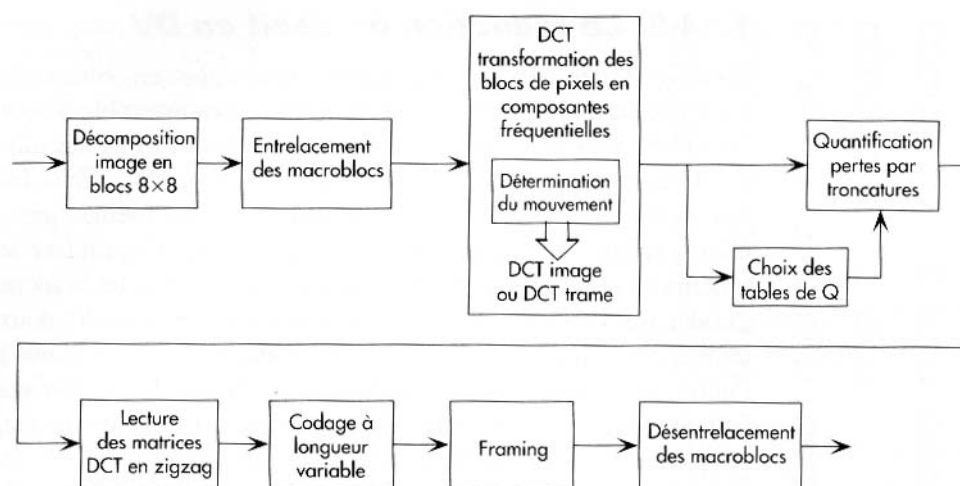 Décomposition
image en
blocs 8×8
Entrelacement
des macroblocs
DCT
transformation des
blocs de pixels en
composantes
fréquentielles
Détermination
du mouvement
DCT image
ou DCT trame
Quantification
pertes par
troncatures
Choix des
tables de Q
Lecture
des matrices
DCT en zigzag
Codage à
longueur
variable
Framing
Désentrelacement
des macroblocs